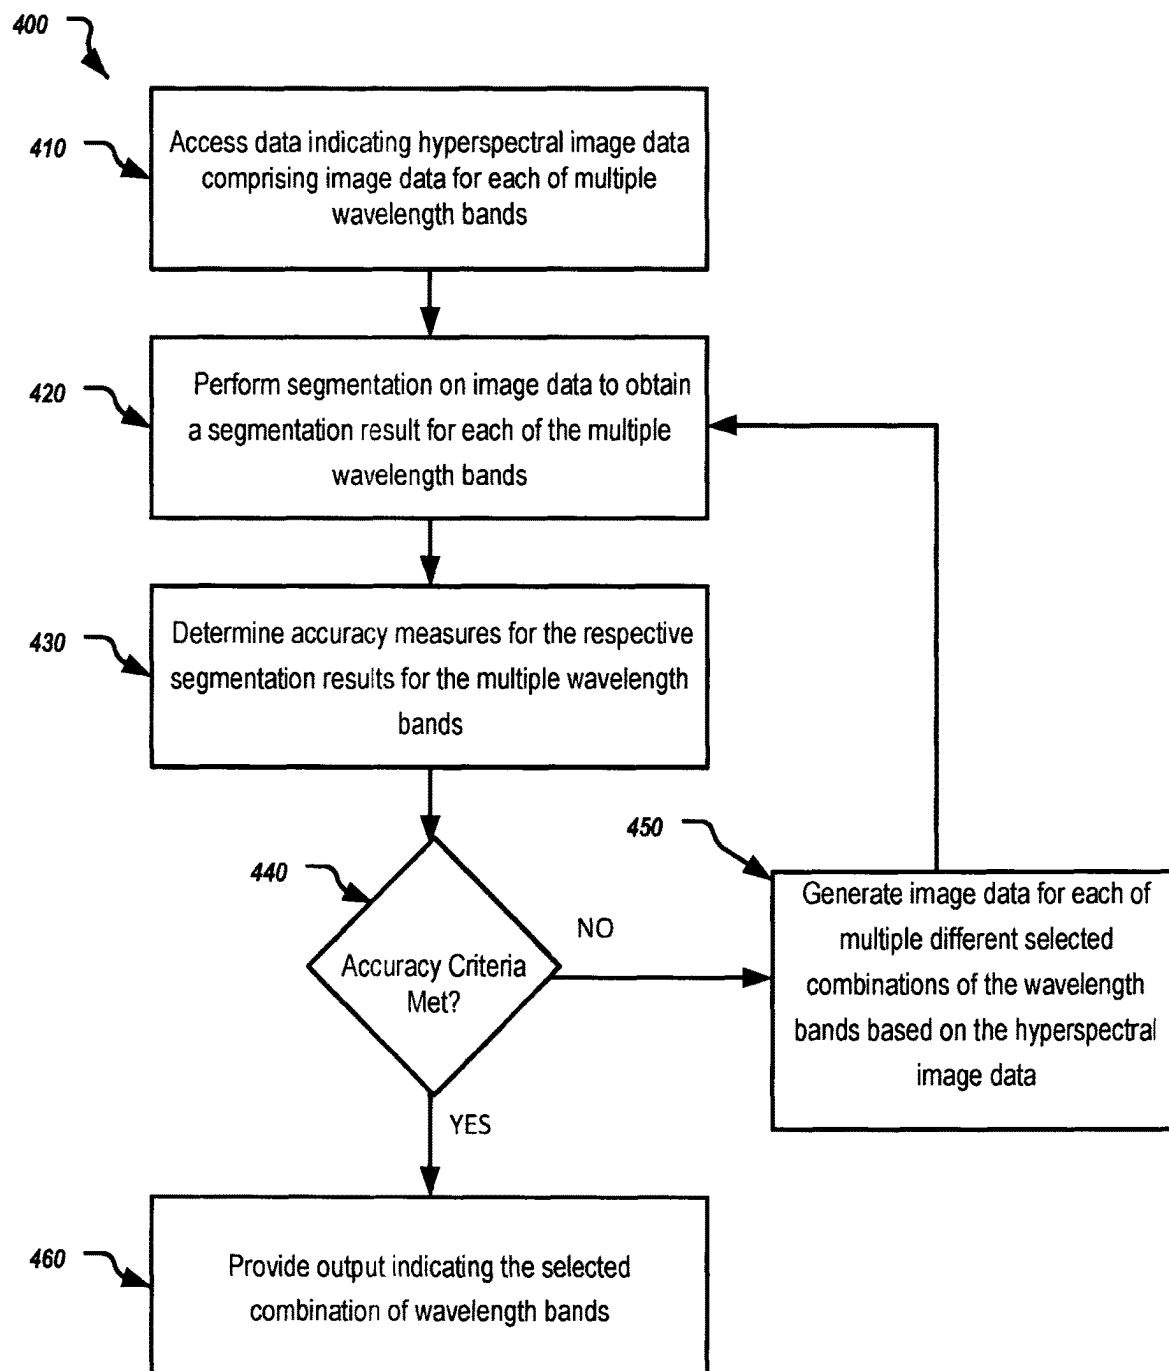 400
410
Access data indicating hyperspectral image data
comprising image data for each of multiple
wavelength bands
420
Perform segmentation on image data to obtain
a segmentation result for each of the multiple
wavelength bands
430
Determine accuracy measures for the respective
segmentation results for the multiple wavelength
bands
440
Accuracy Criteria
Met?
NO
450
Generate image data for each of
multiple different selected
combinations of the wavelength
bands based on the hyperspectral
image data
YES
460
Provide output indicating the selected
combination of wavelength bands